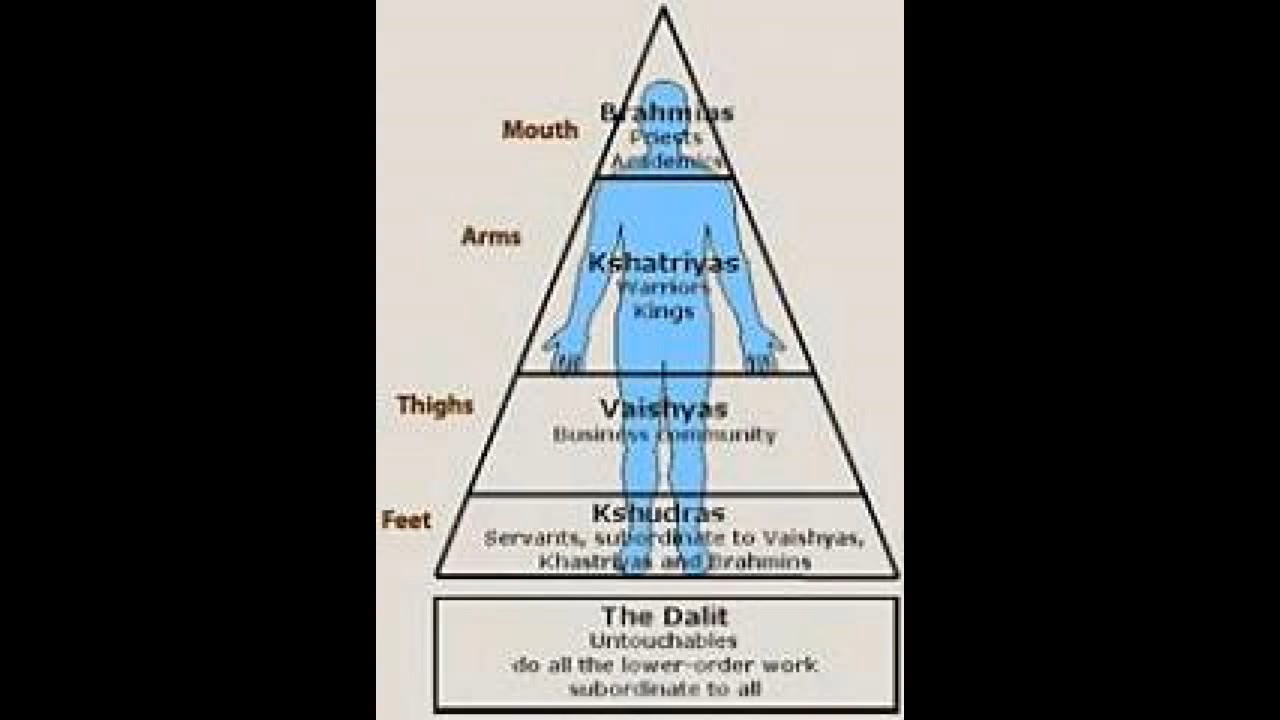 Brahmins
Mouth
Priests
Academics
Arms
Kshatriyas
Warriors
Kings
Thighs
Vaishyas
Business community
Feet
Kshudras
Servants, subordinate to Vaishyas,
Khastriyas and Brahmins
The Dalit
Untouchables
do all the lower-order work
subordinate to all